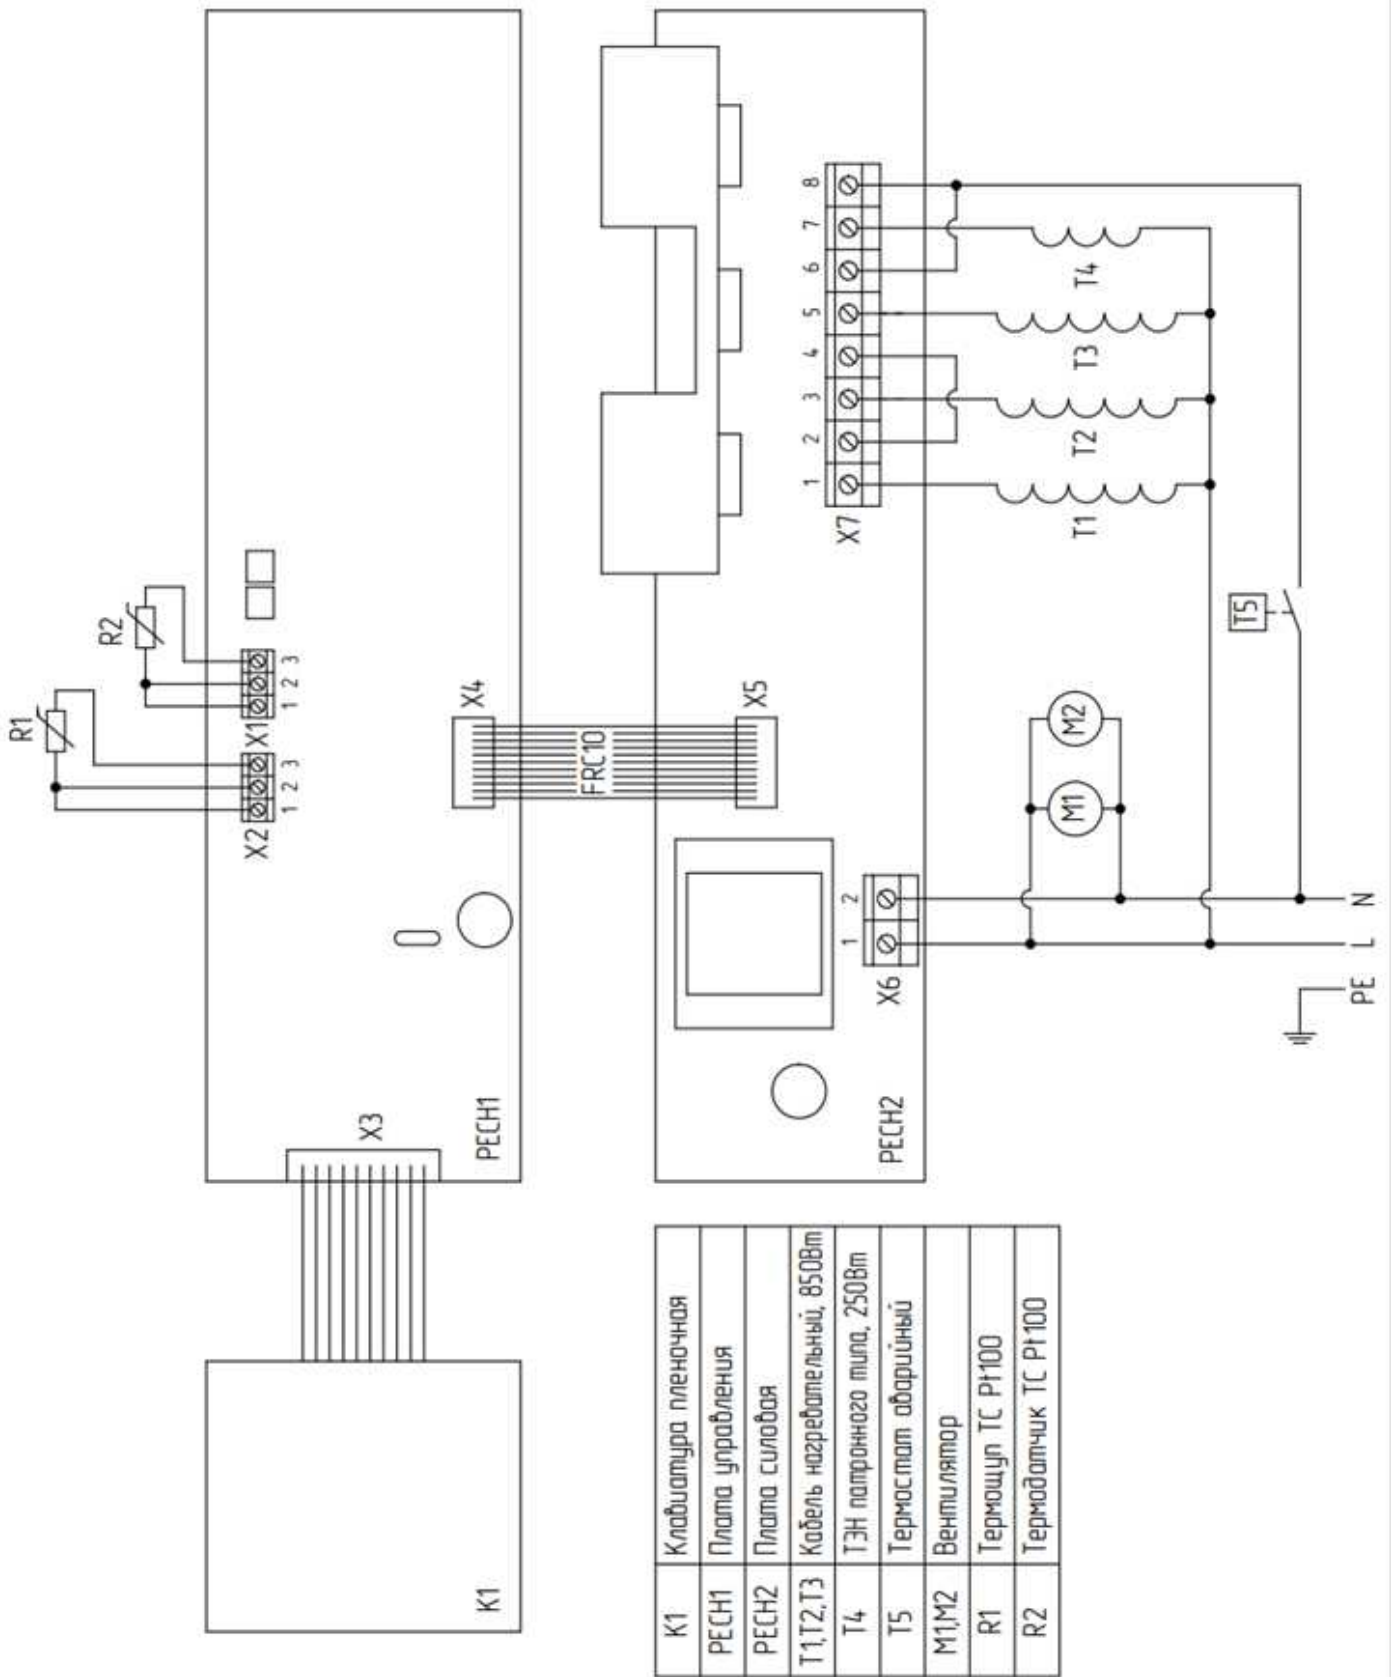 R1
R2
X2
1 2 3
X1
1 2 3
X3
PECH1
K1
X4
FRC10
X5
PECH2
X6
1 2
X7
1 2 3 4 5 6 7 8
T1
T2
T3
T4
T5
M1
M2
PE
L
N
K1 Клавиатура пленочная
PECH1 Плата управления
PECH2 Плата силовая
T1,T2,T3 Кабель нагревательный, 850Вт
T4 ТЭН патронного типа, 250Вт
T5 Термостат аварийный
M1,M2 Вентилятор
R1 Термощуп ТС Pt100
R2 Термодатчик ТС Pt100